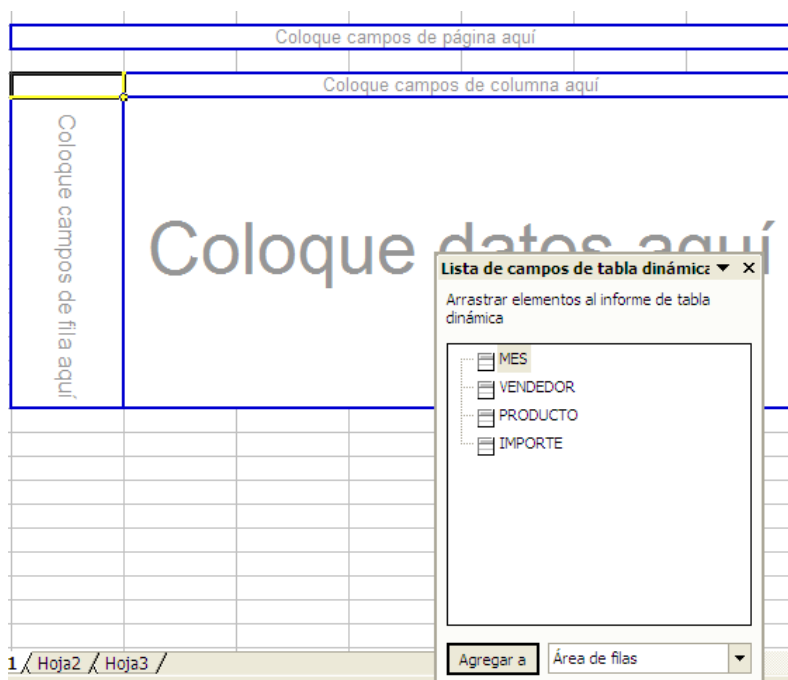 Coloque campos de página aquí
Coloque campos de columna aquí
Coloque campos de fila aquí
Coloque datos aquí
Lista de campos de tabla dinámica
Arrastrar elementos al informe de tabla
dinámica
MES
VENDEDOR
PRODUCTO
IMPORTE
Agregar a
Área de filas
1 / Hoja2 / Hoja3 /